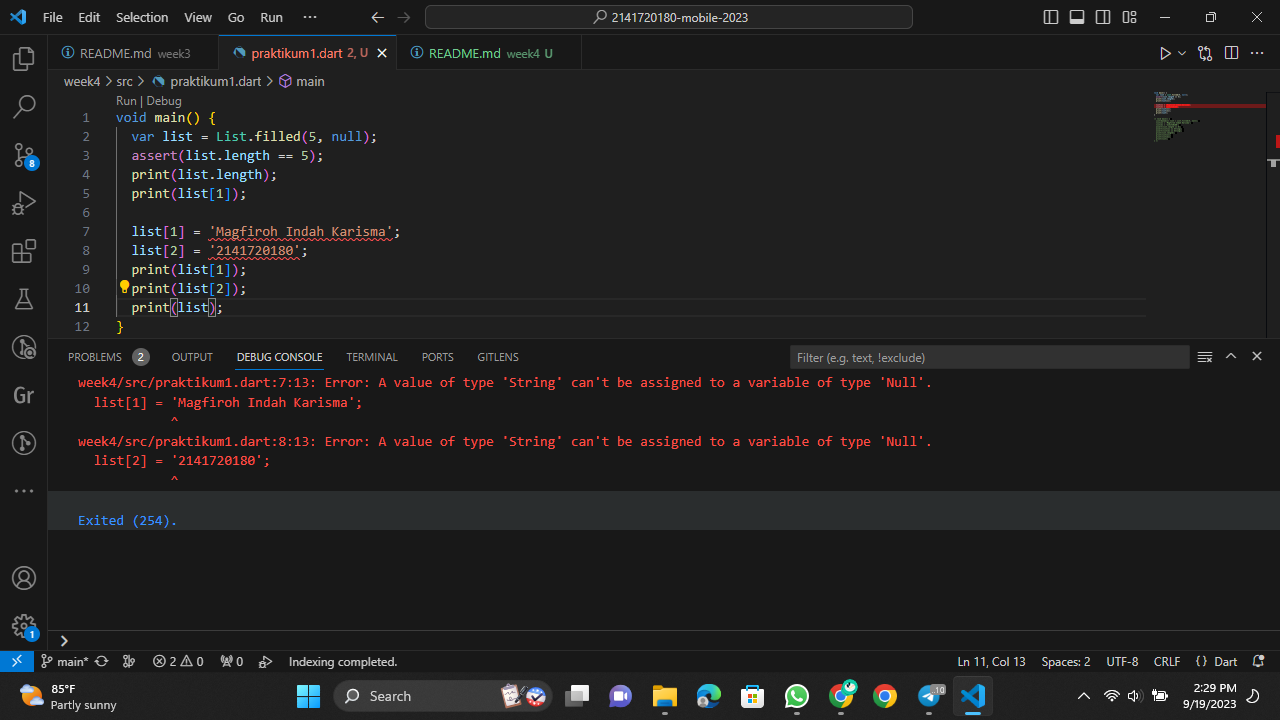 File Edit Selection View Go Run ··· 2141720180-mobile-2023
README.md week3 praktikum1.dart 2, U README.md week4 U
week4 > src > praktikum1.dart > main
Run | Debug
1 void main() {
2 var list = List.filled(5, null);
3 assert(list.length == 5);
4 print(list.length);
5 print(list[1]);
6
7 list[1] = 'Magfiroh Indah Karisma';
8 list[2] = '2141720180';
9 print(list[1]);
10 print(list[2]);
11 print(list);
12 }
8
Gr
1
PROBLEMS 2 OUTPUT DEBUG CONSOLE TERMINAL PORTS GITLENS Filter (e.g. text, !exclude)
week4/src/praktikum1.dart:7:13: Error: A value of type 'String' can't be assigned to a variable of type 'Null'.
list[1] = 'Magfiroh Indah Karisma';
^
week4/src/praktikum1.dart:8:13: Error: A value of type 'String' can't be assigned to a variable of type 'Null'.
list[2] = '2141720180';
^
Exited (254).
main* 2 0 0 Indexing completed. Ln 11, Col 13 Spaces: 2 UTF-8 CRLF {} Dart
85°F
Partly sunny
Search
10
2:29 PM
9/19/2023